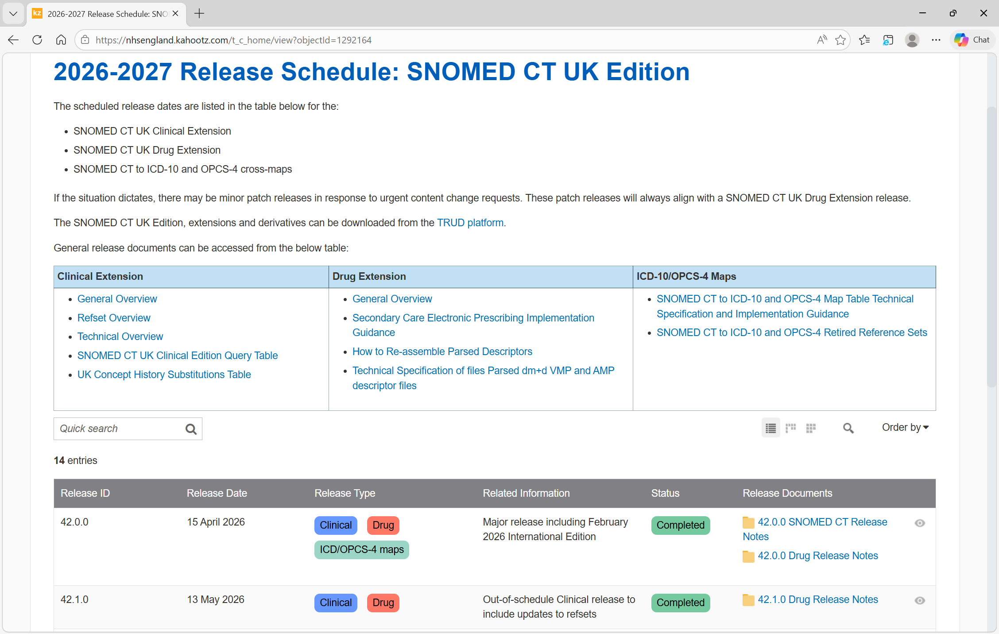 kz 2026-2027 Release Schedule: SNO
https://nhsengland.kahootz.com/t_c_home/view?objectId=1292164
Chat
2026-2027 Release Schedule: SNOMED CT UK Edition
The scheduled release dates are listed in the table below for the:
SNOMED CT UK Clinical Extension
SNOMED CT UK Drug Extension
SNOMED CT to ICD-10 and OPCS-4 cross-maps
If the situation dictates, there may be minor patch releases in response to urgent content change requests. These patch releases will always align with a SNOMED CT UK Drug Extension release.
The SNOMED CT UK Edition, extensions and derivatives can be downloaded from the TRUD platform.
General release documents can be accessed from the below table:
Clinical Extension
General Overview
Refset Overview
Technical Overview
SNOMED CT UK Clinical Edition Query Table
UK Concept History Substitutions Table
Drug Extension
General Overview
Secondary Care Electronic Prescribing Implementation
Guidance
How to Re-assemble Parsed Descriptors
Technical Specification of files Parsed dm+d VMP and AMP
descriptor files
ICD-10/OPCS-4 Maps
SNOMED CT to ICD-10 and OPCS-4 Map Table Technical
Specification and Implementation Guidance
SNOMED CT to ICD-10 and OPCS-4 Retired Reference Sets
Quick search
Order by
14 entries
Release ID Release Date Release Type Related Information Status Release Documents
42.0.0
15 April 2026
Clinical Drug
ICD/OPCS-4 maps
Major release including February
2026 International Edition
Completed
42.0.0 SNOMED CT Release
Notes
42.0.0 Drug Release Notes
42.1.0
13 May 2026
Clinical Drug
Out-of-schedule Clinical release to
include updates to refsets
Completed
42.1.0 Drug Release Notes